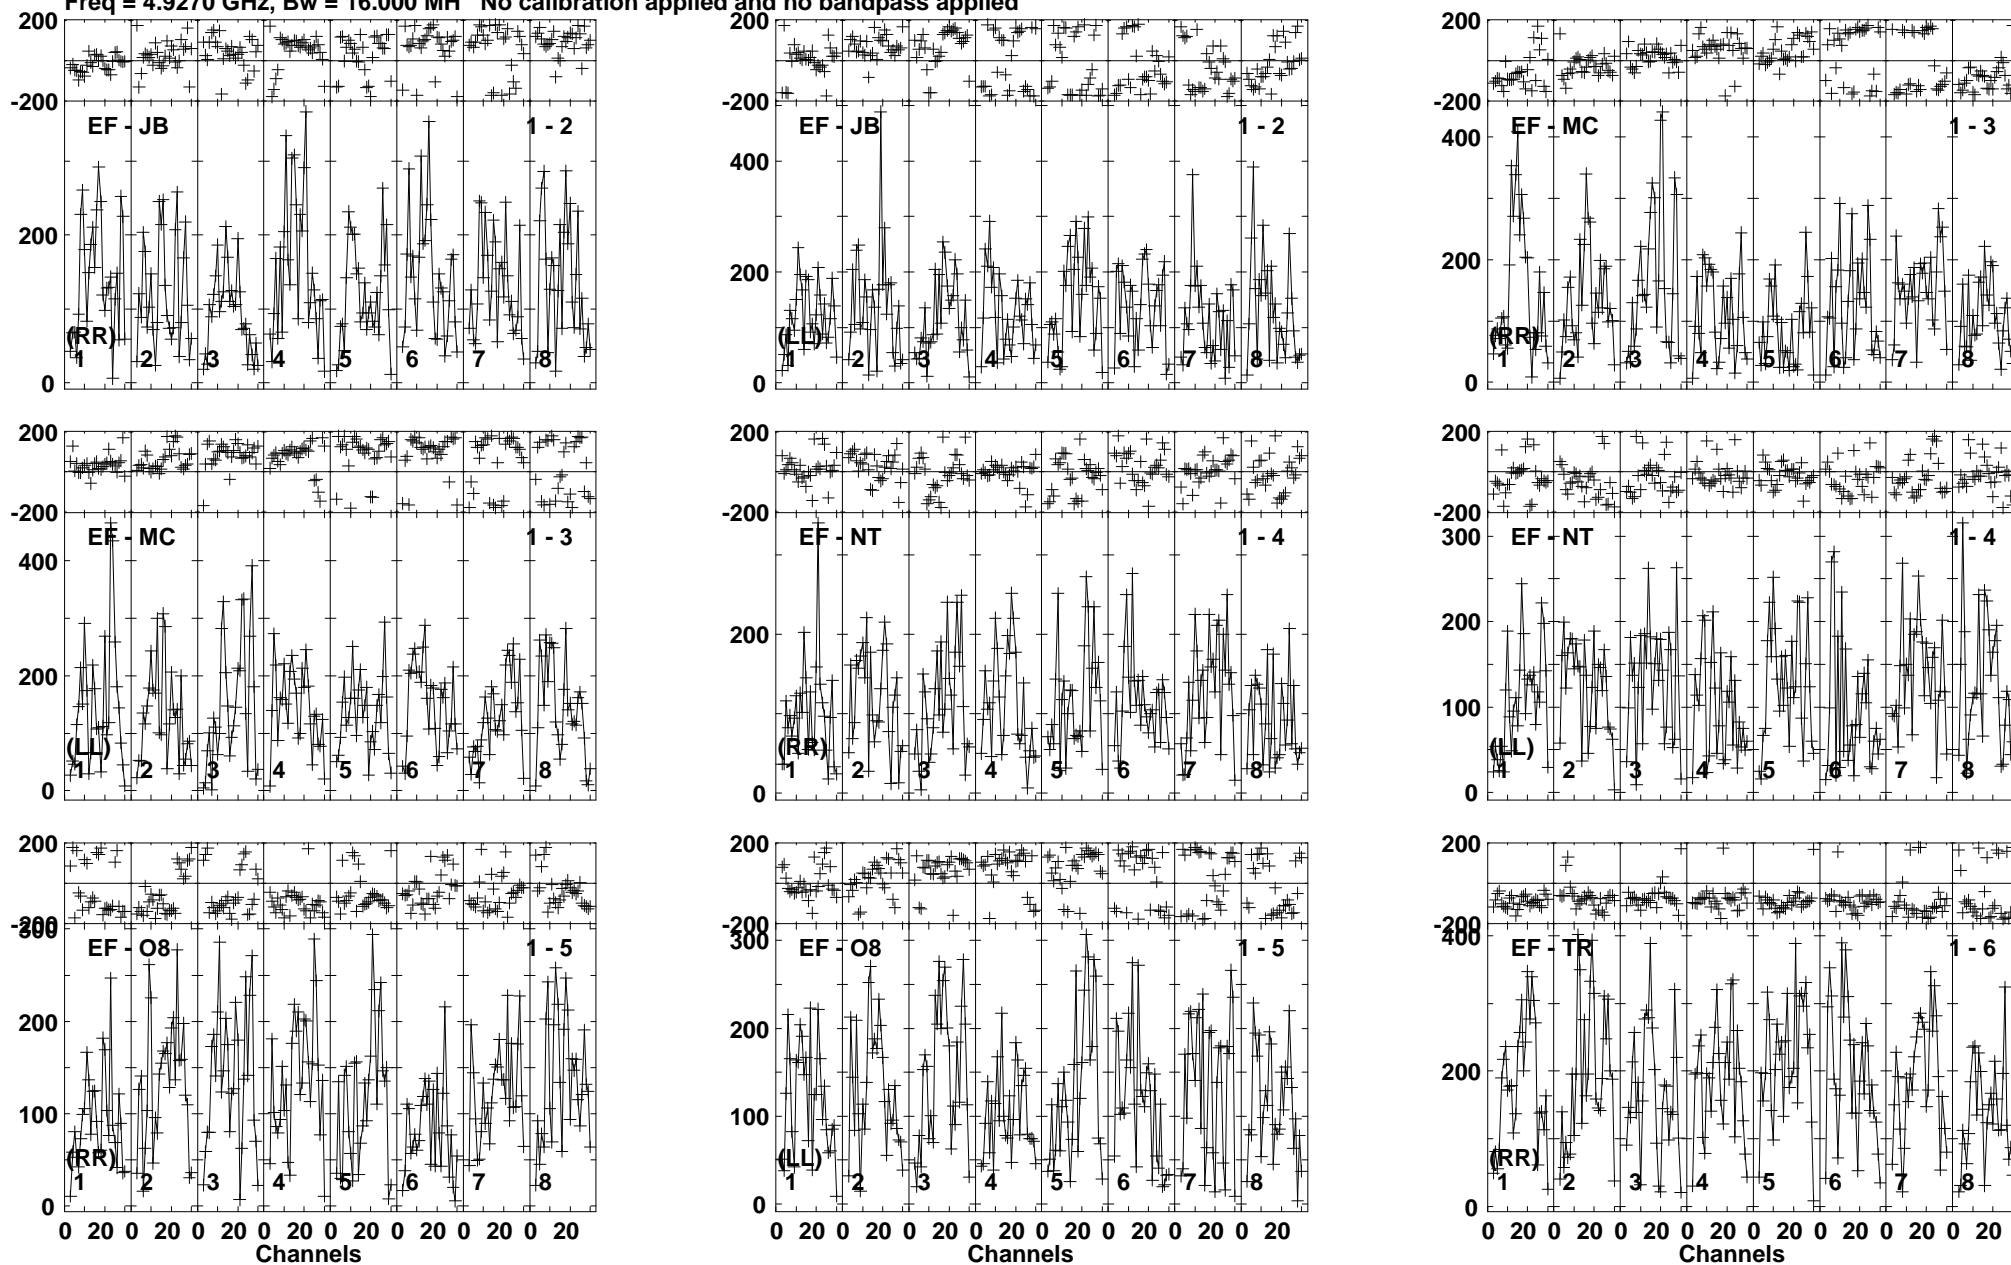 Freq = 4.9270 GHz, Bw = 16.000 MH No calibration applied and no bandpass applied
200 200 200
-200 -200 -200
EF - JB 1 - 2 EF - JB 1 - 2 EF - MC 1 - 3
400 400
200 200 200
(RR) (LL) (RR)
1 2 3 4 5 6 7 8 1 2 3 4 5 6 7 8 1 2 3 4 5 6 7 8
0 0 0
200 200 200
-200 -200 -200
EF - MC 1 - 3 EF - NT 1 - 4 EF - NT 1 - 4
400 300
200 200 200
100
(LL) (RR) (LL)
1 2 3 4 5 6 7 8 1 2 3 4 5 6 7 8 1 2 3 4 5 6 7 8
0 0 0
200 200 200
-200 -200 -200
300 300 400
EF - O8 1 - 5 EF - O8 1 - 5 EF - TR 1 - 6
200 200 200
100 100
(RR) (LL) (RR)
1 2 3 4 5 6 7 8 1 2 3 4 5 6 7 8 1 2 3 4 5 6 7 8
0 0 0
0 20 0 20 0 20 0 20 0 20 0 20 0 20 0 20 0 20 0 20 0 20 0 20 0 20 0 20 0 20 0 20 0 20 0 20 0 20 0 20 0 20 0 20 0 20 0 20
Channels Channels Channels